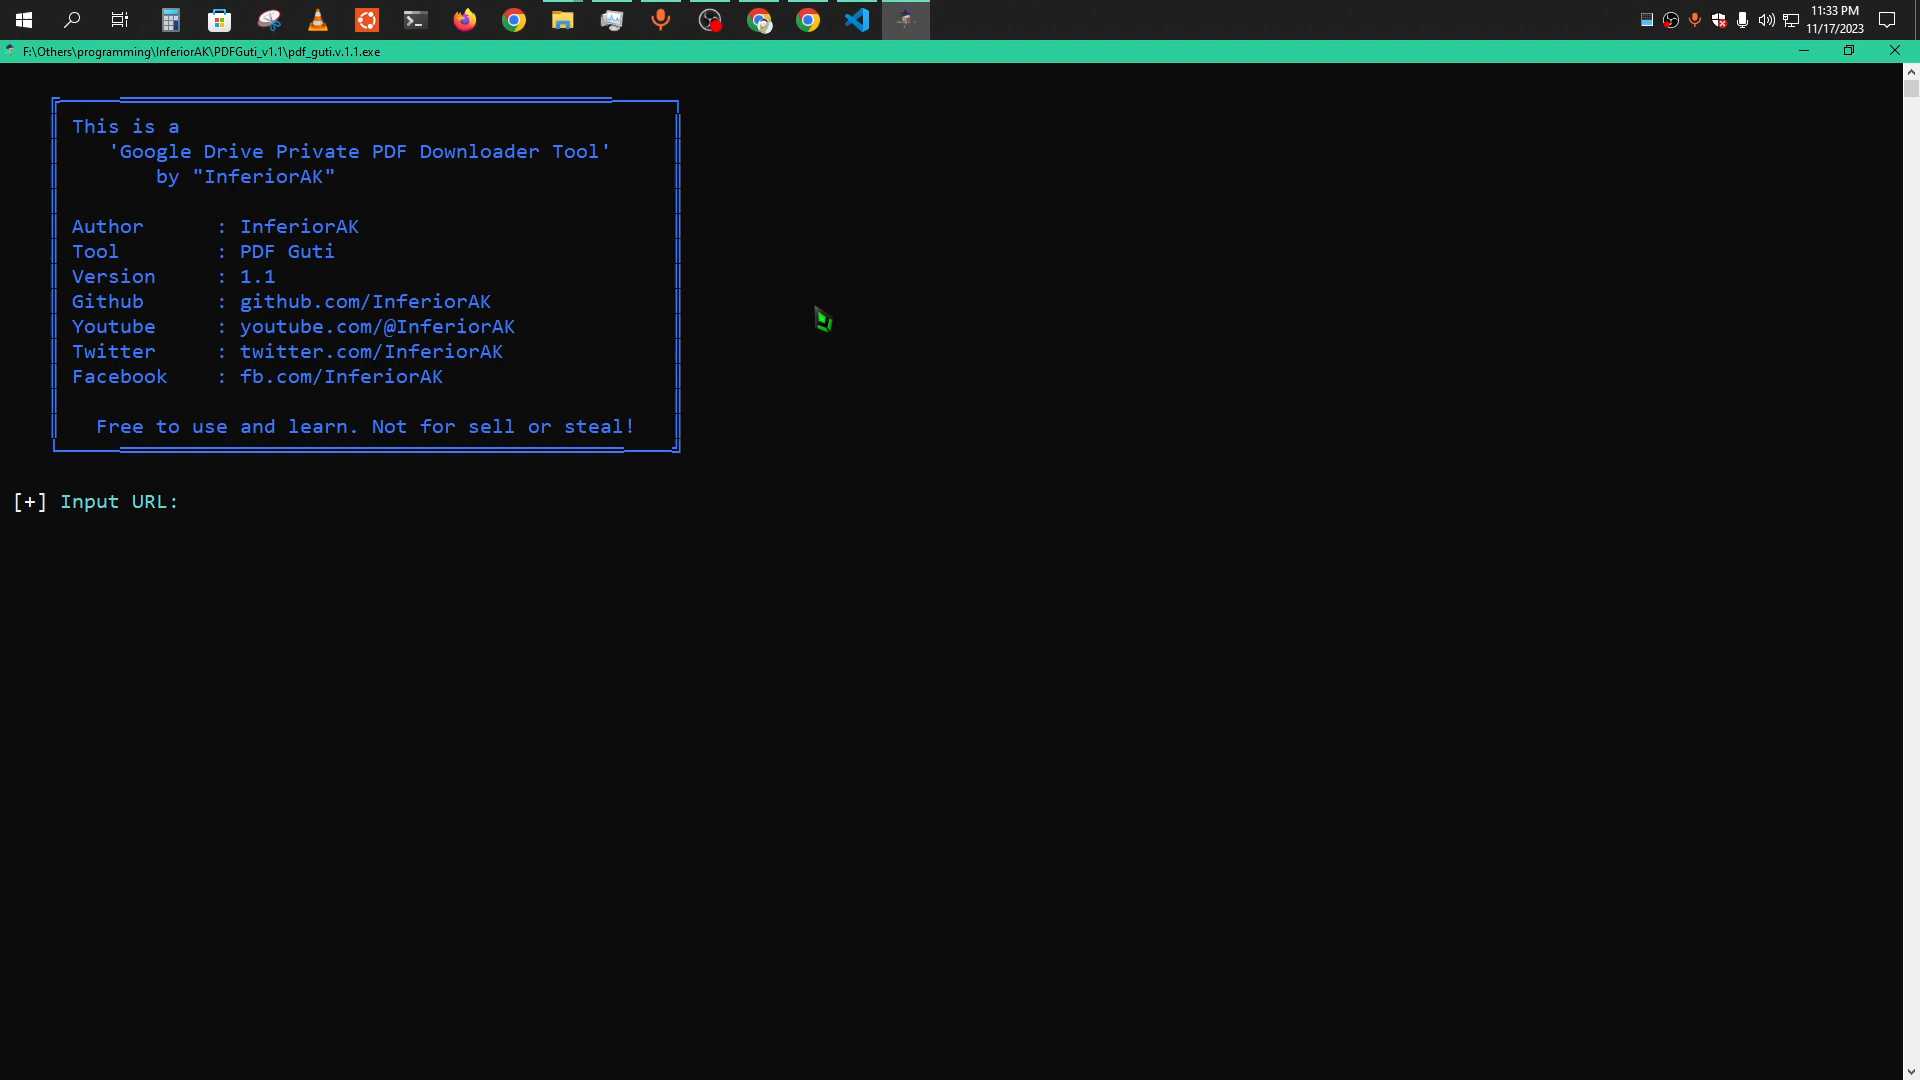 11:33 PM
11/17/2023
F:\Others\programming\InferiorAK\PDFGuti_v1.1\pdf_guti.v.1.1.exe
This is a
'Google Drive Private PDF Downloader Tool'
by "InferiorAK"
Author : InferiorAK
Tool : PDF Guti
Version : 1.1
Github : github.com/InferiorAK
Youtube : youtube.com/@InferiorAK
Twitter : twitter.com/InferiorAK
Facebook : fb.com/InferiorAK
Free to use and learn. Not for sell or steal!
[+] Input URL: